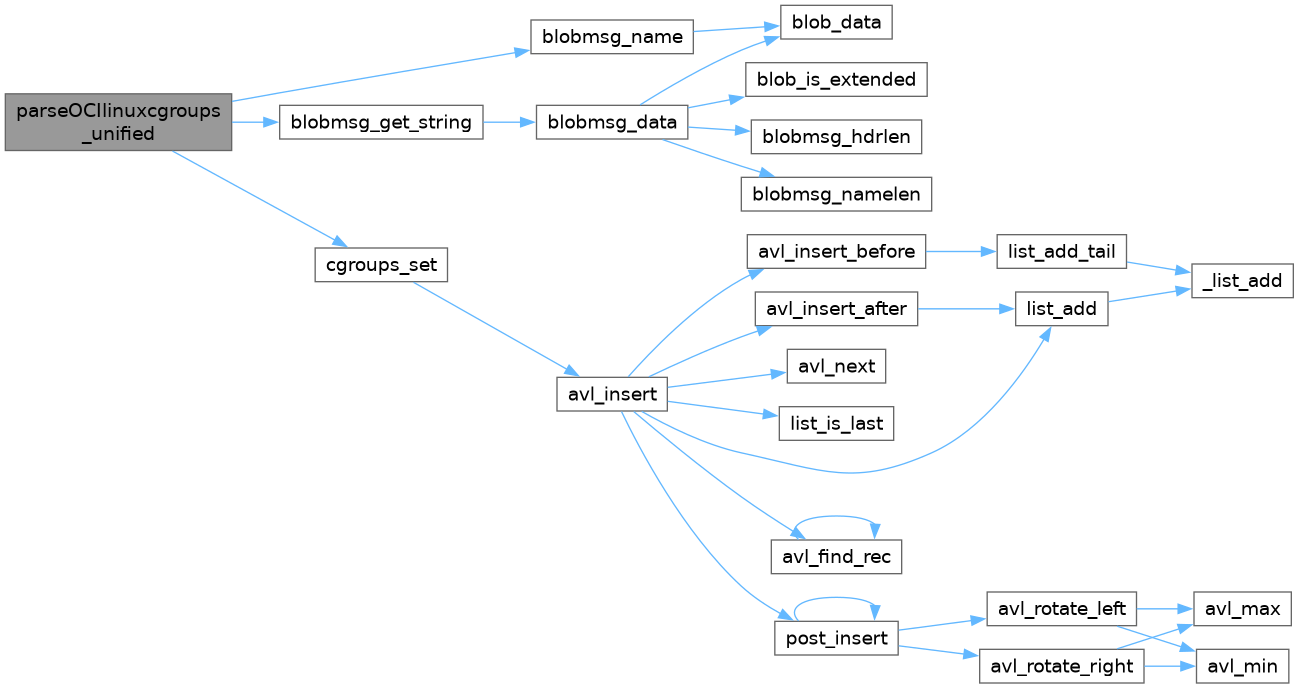 parseOCIlinuxcgroups
_unified
blobmsg_name
blob_data
blobmsg_get_string
blobmsg_data
blob_is_extended
blobmsg_hdrlen
blobmsg_namelen
cgroups_set
avl_insert
avl_insert_before
list_add_tail
_list_add
avl_insert_after
list_add
avl_next
list_is_last
avl_find_rec
post_insert
avl_rotate_left
avl_max
avl_rotate_right
avl_min